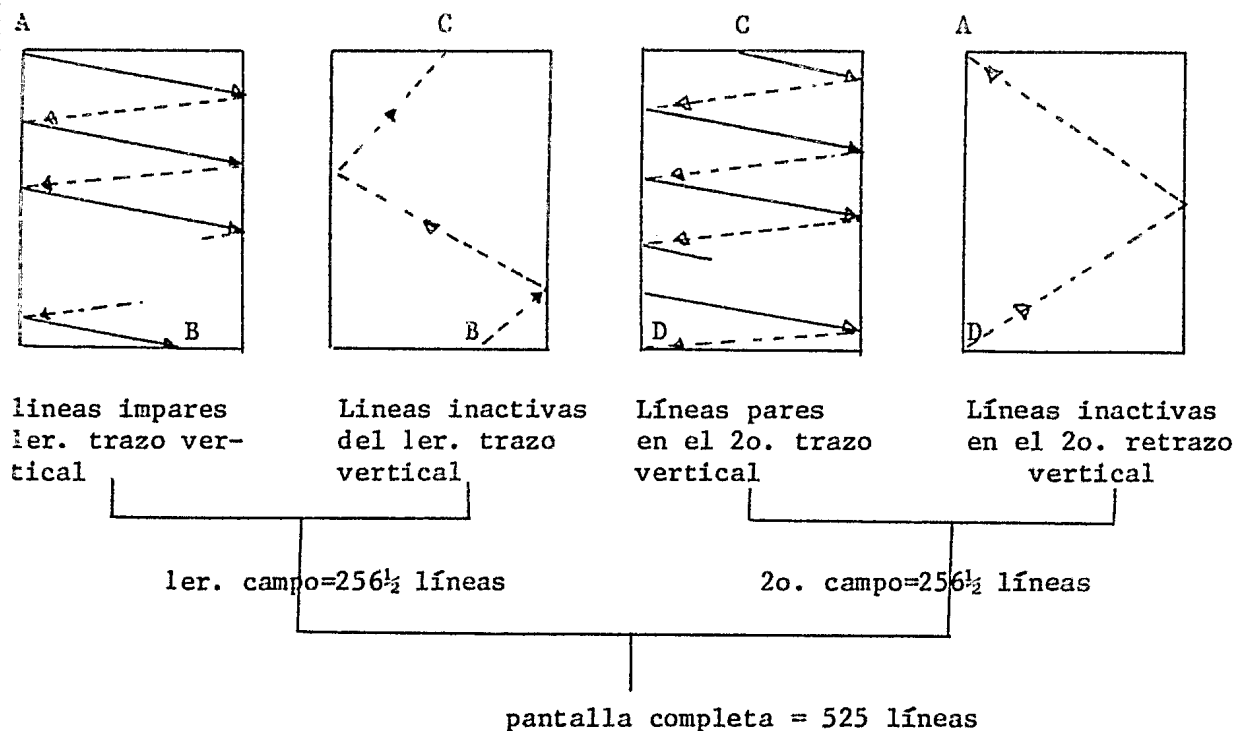 A
C
C
A
B
B
D
D
lineas impares
1er. trazo ver-
tical
Lineas inactivas
del 1er. trazo
vertical
Líneas pares
en el 2o. trazo
vertical
Líneas inactivas
en el 2o. retrazo
vertical
1er. campo=256½ líneas
2o. campo=256½ líneas
pantalla completa = 525 líneas